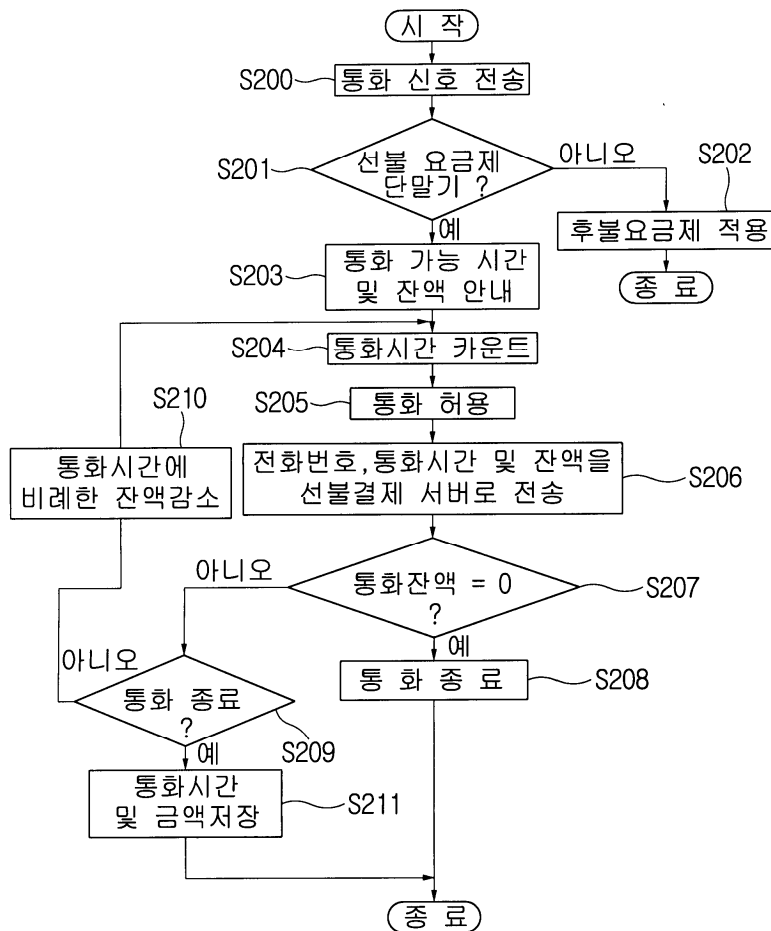 시 작
S200
통화 신호 전송
S201
선불 요금제
단말기 ?
아니오
S202
후불요금제 적용
종 료
예
S203
통화 가능 시간
및 잔액 안내
S204
통화시간 카운트
S205
통화 허용
S210
통화시간에
비례한 잔액감소
전화번호,통화시간 및 잔액을
선불결제 서버로 전송
S206
아니오
통화잔액 = 0
?
S207
예
통 화 종 료
S208
아니오
통화 종료
?
S209
예
통화시간
및 금액저장
S211
종 료